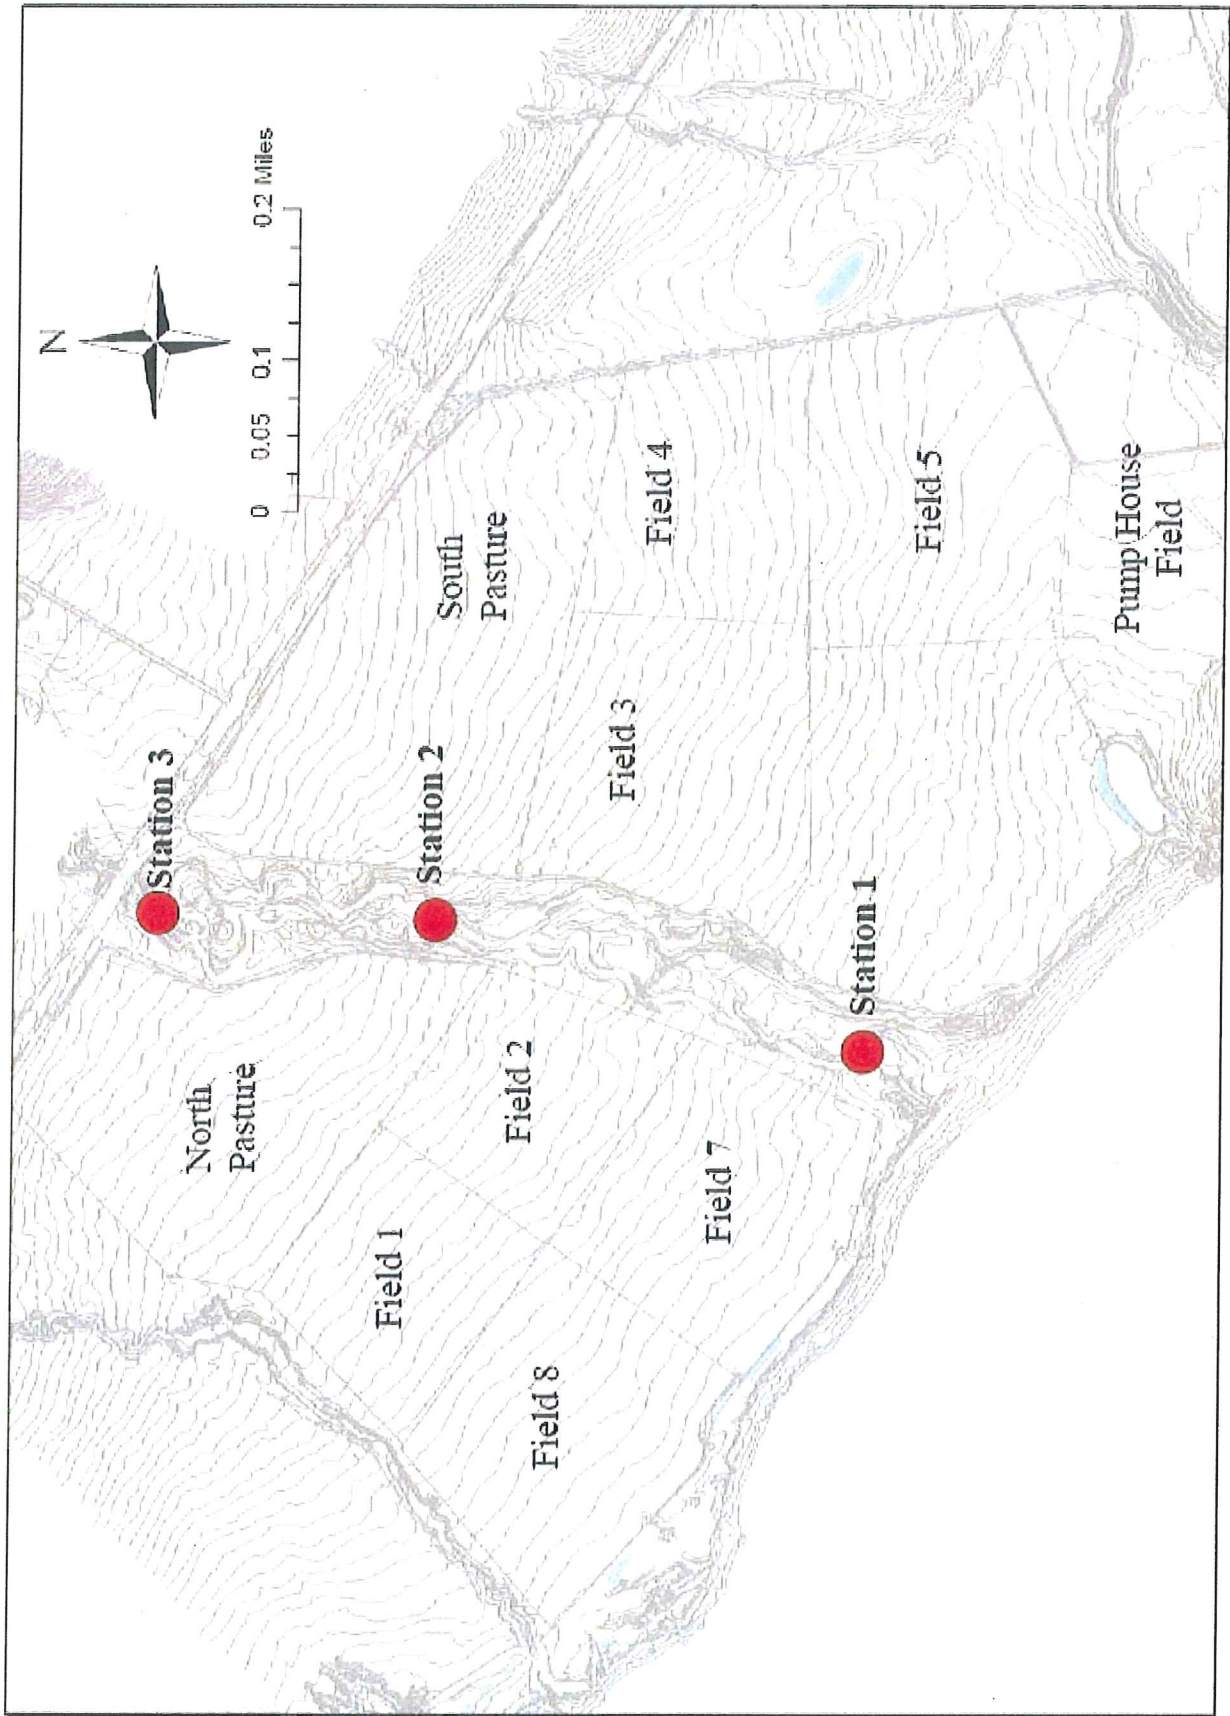 N
0 0.05 0.1 0.2 Miles
Station 3
North
Pasture
Station 2
South
Pasture
Field 1
Field 2
Field 3
Field 4
Field 8
Field 7
Station 1
Field 5
Pump House
Field